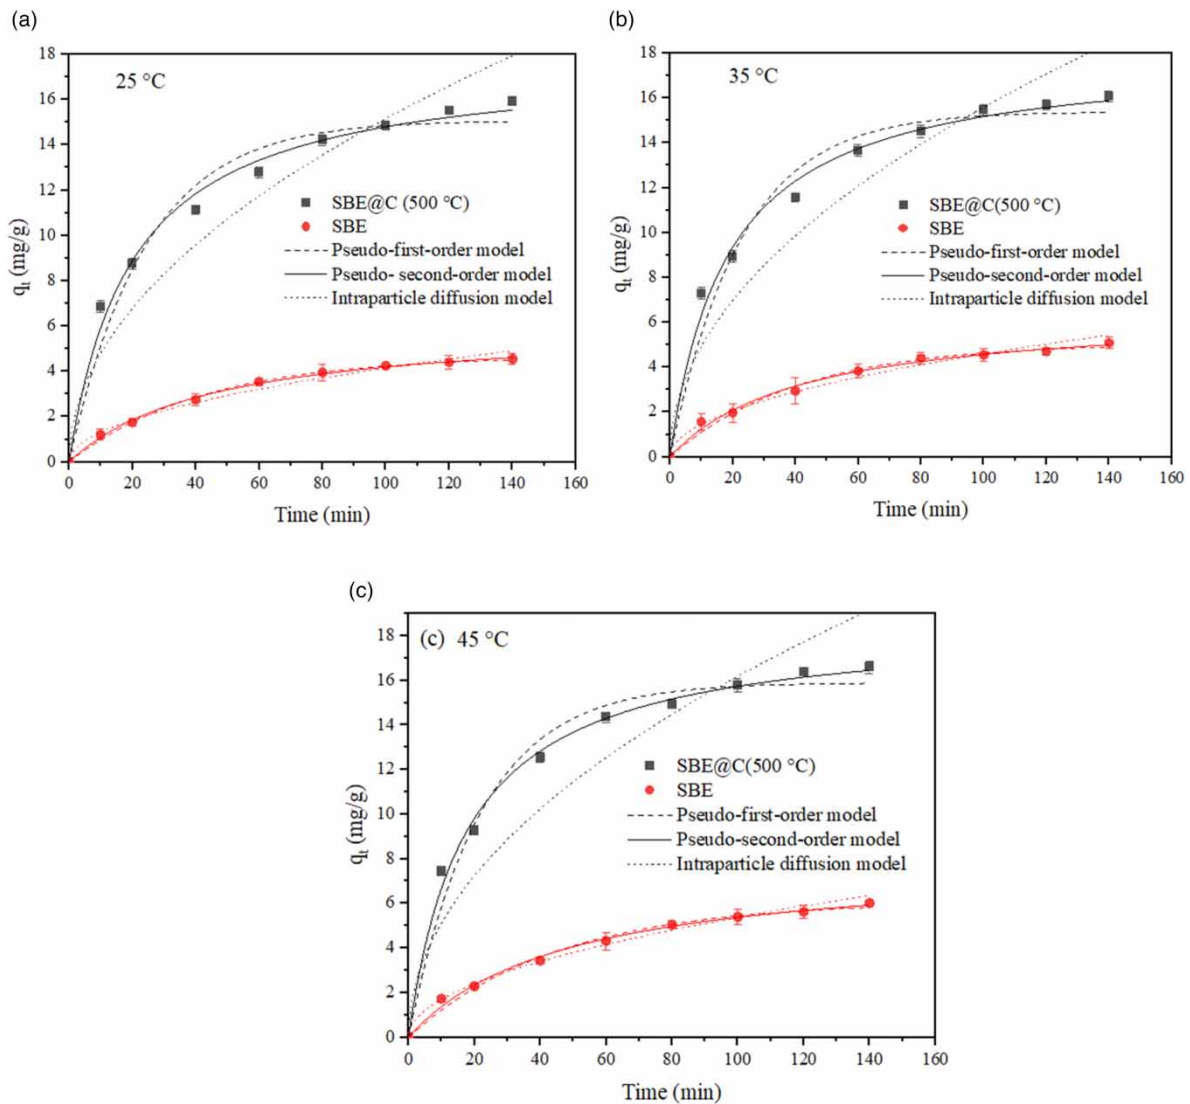 (a)
25 °C
18
16
14
12
10
8
6
4
2
0
qt (mg/g)
SBE@C (500 °C)
SBE
Pseudo-first-order model
Pseudo- second-order model
Intraparticle diffusion model
0 20 40 60 80 100 120 140 160
Time (min)
(b)
35 °C
18
16
14
12
10
8
6
4
2
0
qt (mg/g)
SBE@C(500 °C)
SBE
Pseudo-first-order model
Pseudo-second-order model
Intraparticle diffusion model
0 20 40 60 80 100 120 140 160
Time (min)
(c)
(c) 45 °C
18
16
14
12
10
8
6
4
2
0
qt (mg/g)
SBE@C(500 °C)
SBE
Pseudo-first-order model
Pseudo-second-order model
Intraparticle diffusion model
0 20 40 60 80 100 120 140 160
Time (min)